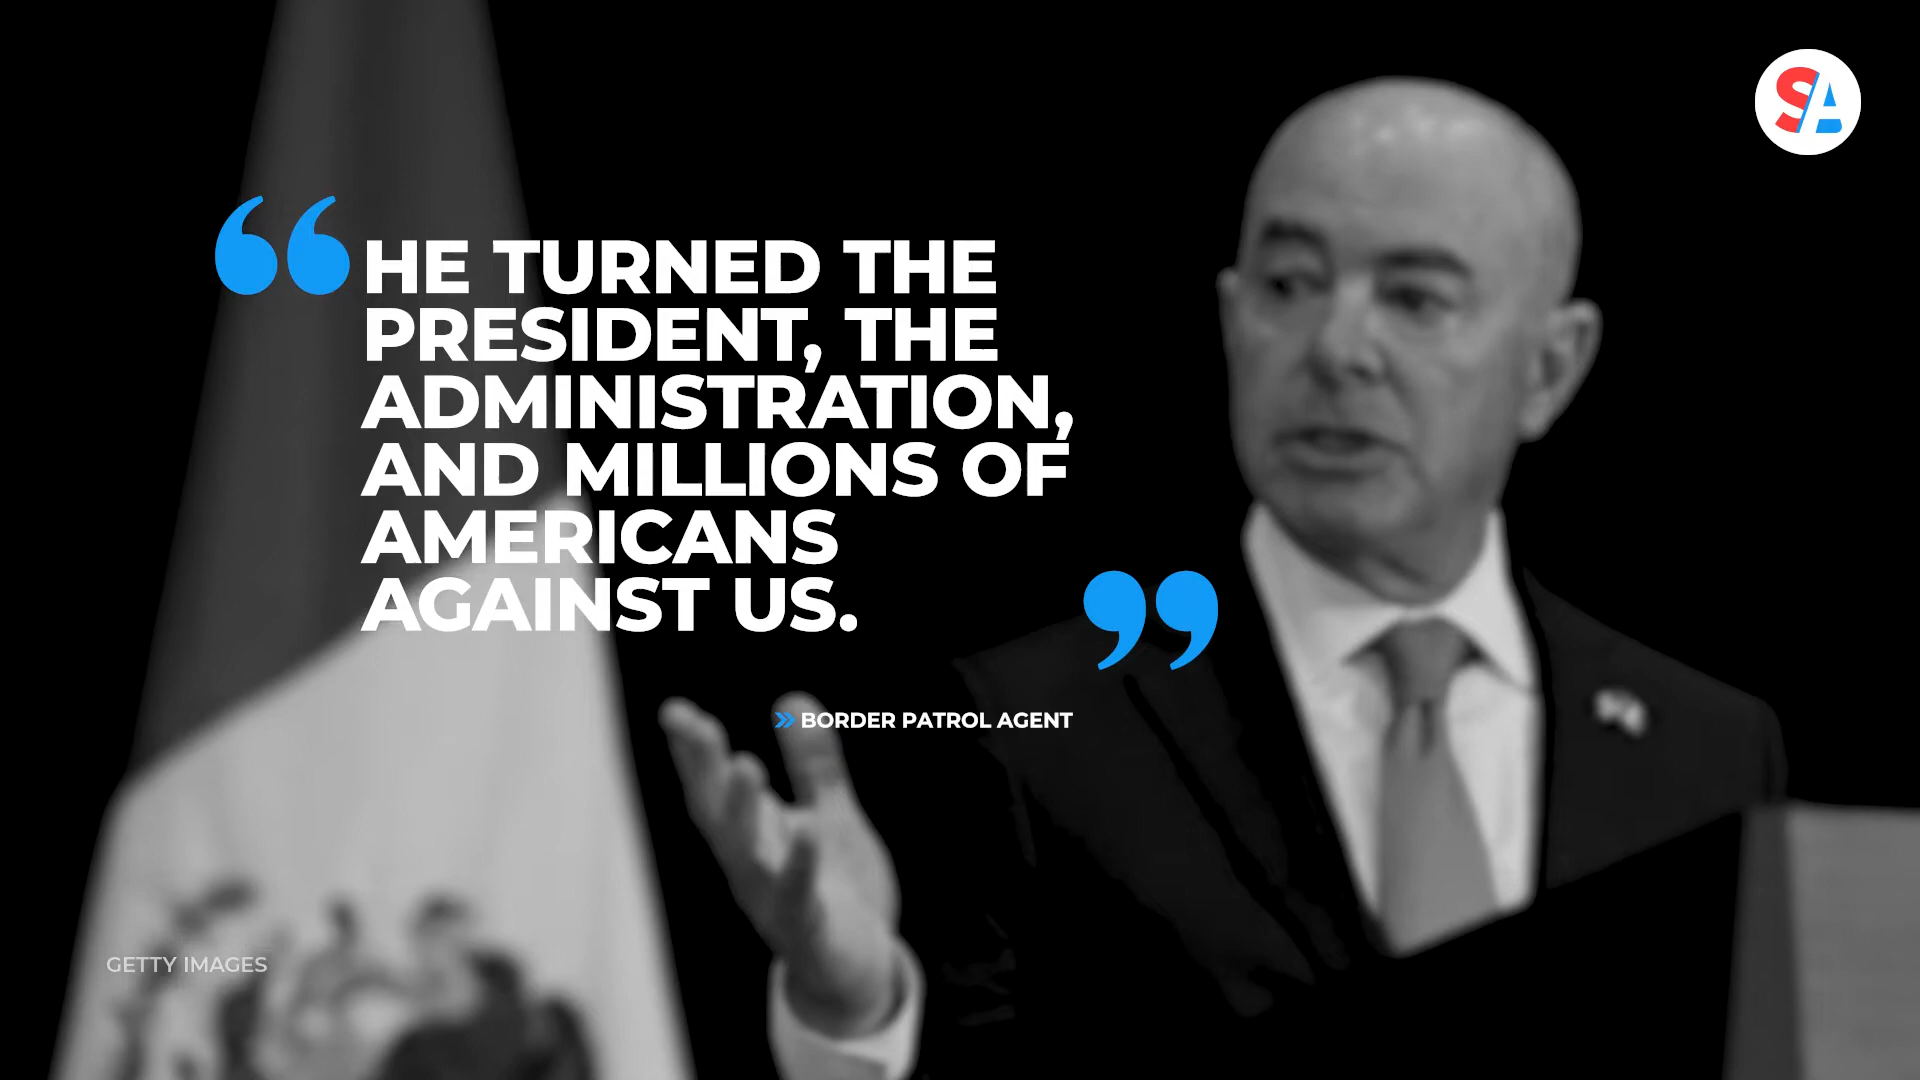 SA
“HE TURNED THE
PRESIDENT, THE
ADMINISTRATION,
AND MILLIONS OF
AMERICANS
AGAINST US.”
» BORDER PATROL AGENT
GETTY IMAGES